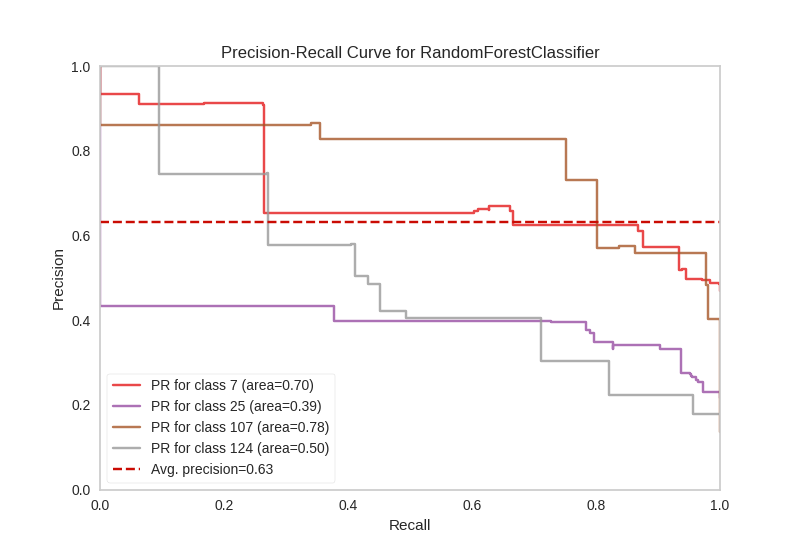 Precision-Recall Curve for RandomForestClassifier
1.0
0.8
0.6
0.4
0.2
0.0
Precision
PR for class 7 (area=0.70)
PR for class 25 (area=0.39)
PR for class 107 (area=0.78)
PR for class 124 (area=0.50)
Avg. precision=0.63
0.0 0.2 0.4 0.6 0.8 1.0
Recall